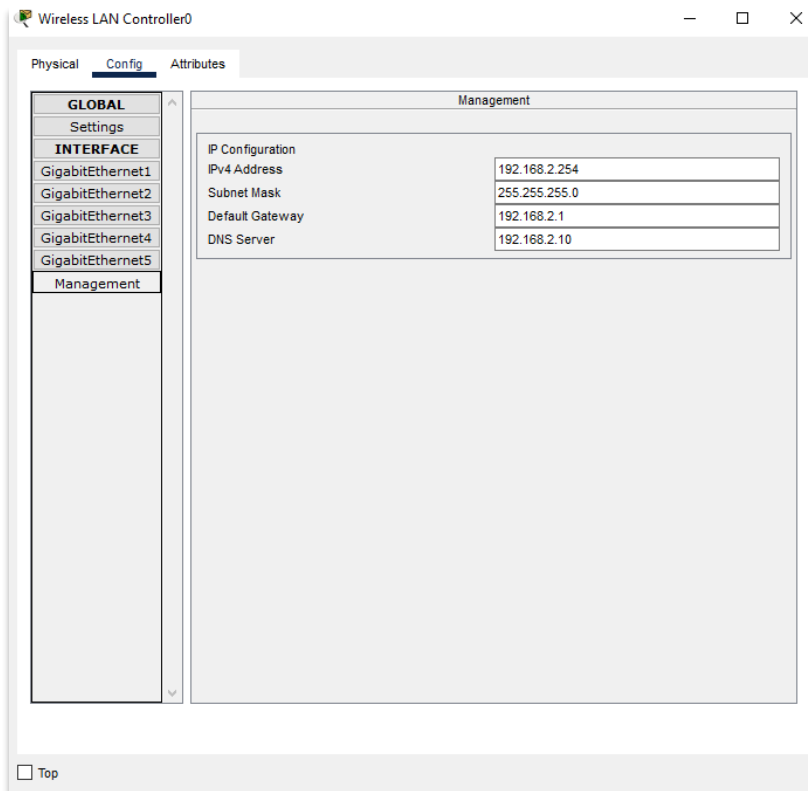 Wireless LAN Controller0
Physical Config Attributes
GLOBAL
Settings
INTERFACE
GigabitEthernet1
GigabitEthernet2
GigabitEthernet3
GigabitEthernet4
GigabitEthernet5
Management
Management
IP Configuration
IPv4 Address 192.168.2.254
Subnet Mask 255.255.255.0
Default Gateway 192.168.2.1
DNS Server 192.168.2.10
Top